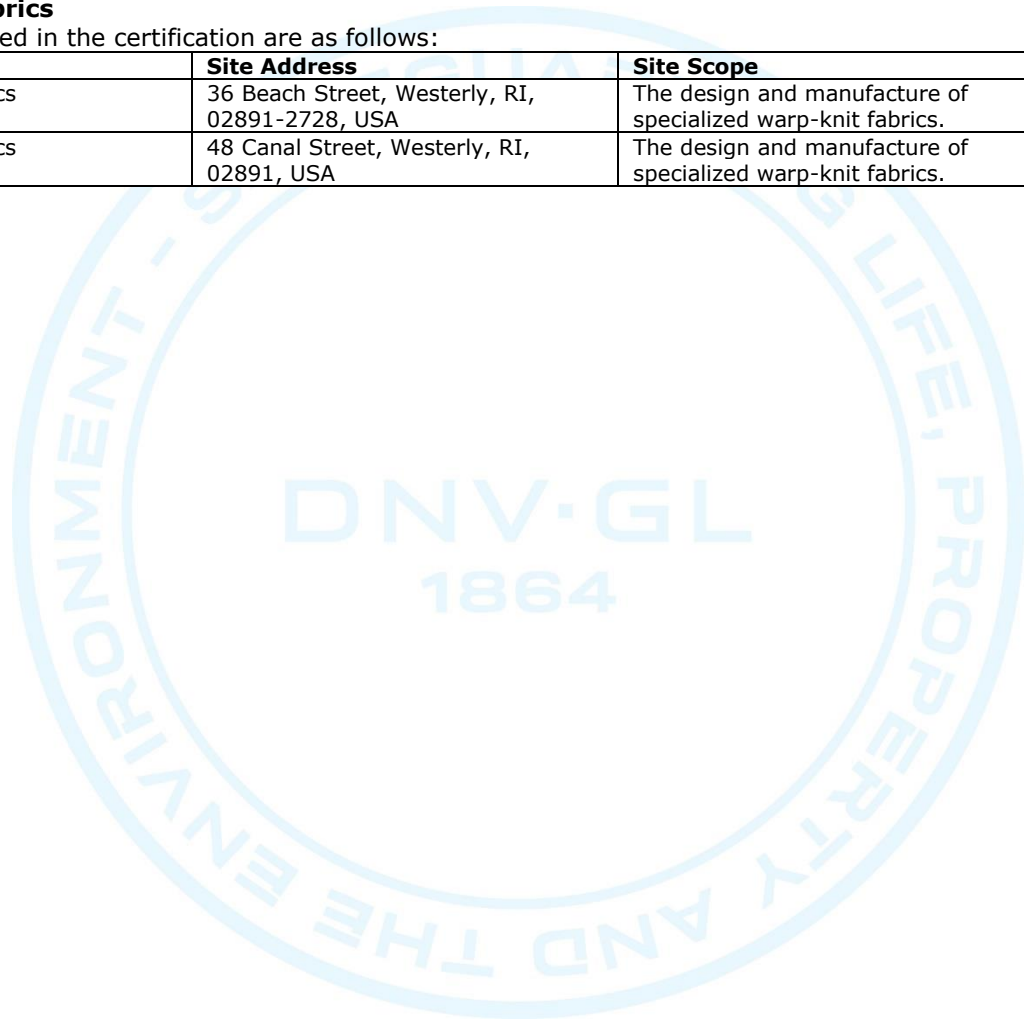 brics
ed in the certification are as follows:
Site Address Site Scope
cs 36 Beach Street, Westerly, RI, The design and manufacture of
02891-2728, USA specialized warp-knit fabrics.
cs 48 Canal Street, Westerly, RI, The design and manufacture of
02891, USA specialized warp-knit fabrics.
LIFE, PROPERTY AND THE ENVIRONMENT -
DNV·GL
1864